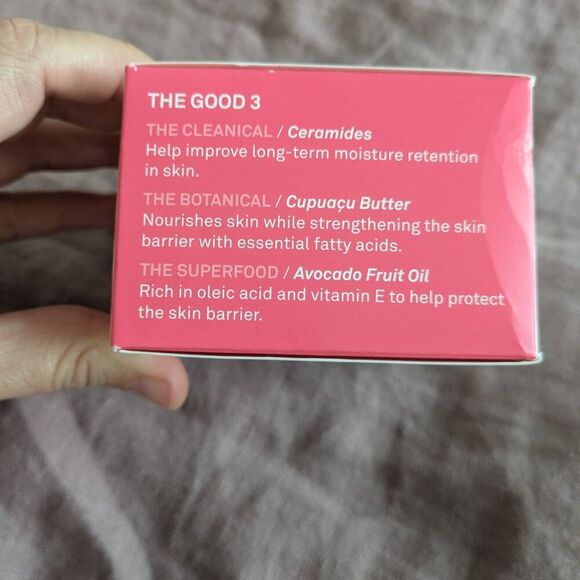 THE GOOD 3
THE CLEANICAL / Ceramides
Help improve long-term moisture retention
in skin.
THE BOTANICAL / Cupuaçu Butter
Nourishes skin while strengthening the skin
barrier with essential fatty acids.
THE SUPERFOOD / Avocado Fruit Oil
Rich in oleic acid and vitamin E to help protect
the skin barrier.